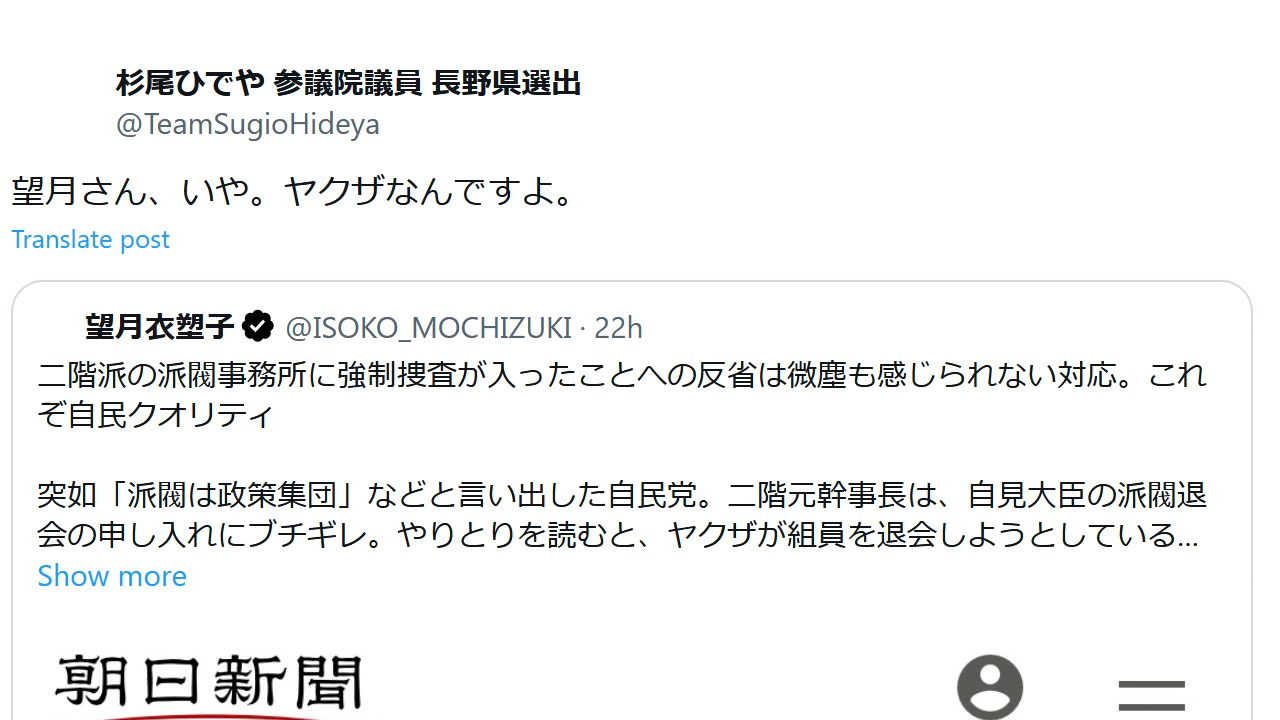 杉尾ひでや 参議院議員 長野県選出
@TeamSugioHideya
望月さん、いや。ヤクザなんですよ。
Translate post
望月衣塑子 @ISOKO_MOCHIZUKI · 22h
二階派の派閥事務所に強制捜査が入ったことへの反省は微塵も感じられない対応。これ
ぞ自民クオリティ
突如「派閥は政策集団」などと言い出した自民党。二階元幹事長は、自見大臣の派閥退
会の申し入れにブチギレ。やりとりを読むと、ヤクザが組員を退会しようとしている...
Show more
朝日新聞